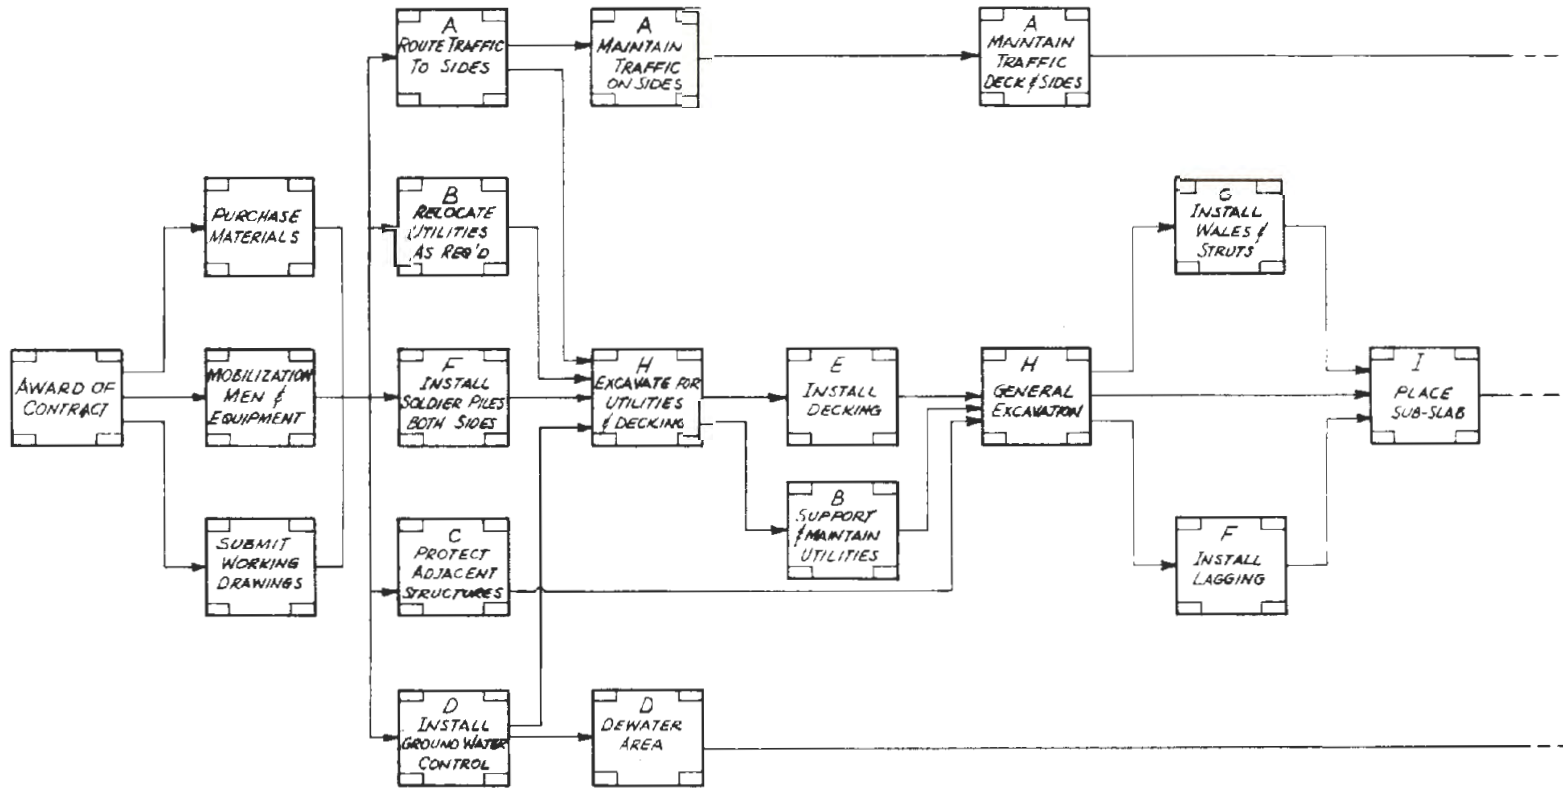 AWARD OF
CONTRACT
PURCHASE
MATERIALS
MOBILIZATION
MEN &
EQUIPMENT
SUBMIT
WORKING
DRAWINGS
A
ROUTE TRAFFIC
TO SIDES
B
RELOCATE
UTILITIES
AS REQ'D
F
INSTALL
SOLDIER PILES
BOTH SIDES
C
PROTECT
ADJACENT
STRUCTURES
D
INSTALL
GROUND WATER
CONTROL
A
MAINTAIN
TRAFFIC
ON SIDES
H
EXCAVATE FOR
UTILITIES
& DECKING
D
DEWATER
AREA
E
INSTALL
DECKING
B
SUPPORT
& MAINTAIN
UTILITIES
A
MAINTAIN
TRAFFIC
DECK & SIDES
H
GENERAL
EXCAVATION
G
INSTALL
WALES &
STRUTS
F
INSTALL
LAGGING
I
PLACE
SUB-SLAB